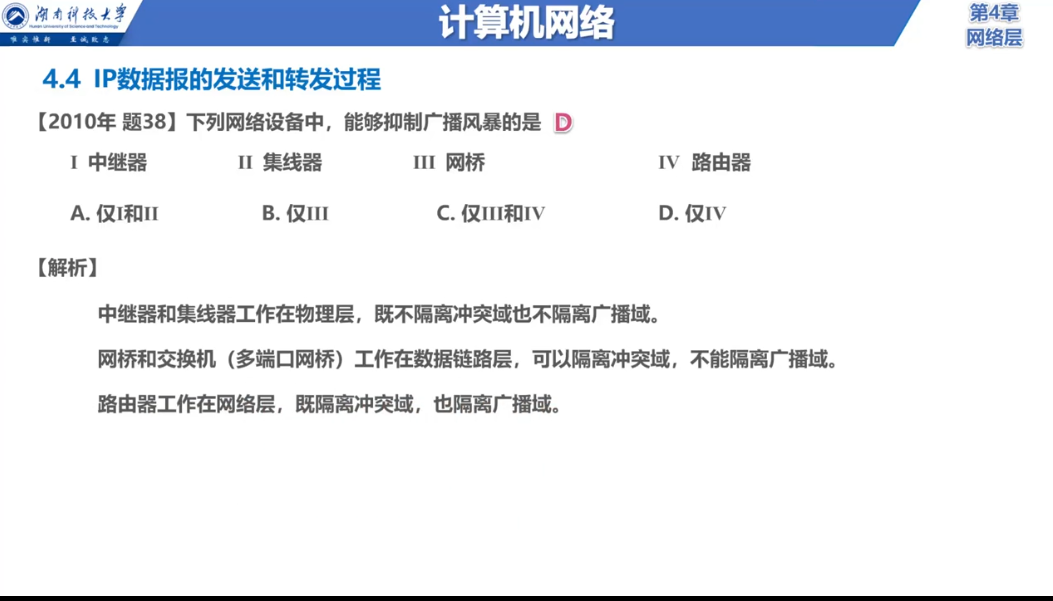 湖南科技大学
Hunan University of Science and Technology
唯实惟新 至诚致志
计算机网络
第4章
网络层
4.4 IP数据报的发送和转发过程
【2010年 题38】下列网络设备中，能够抑制广播风暴的是 D
I 中继器 II 集线器 III 网桥 IV 路由器
A. 仅I和II B. 仅III C. 仅III和IV D. 仅IV
【解析】
中继器和集线器工作在物理层，既不隔离冲突域也不隔离广播域。
网桥和交换机（多端口网桥）工作在数据链路层，可以隔离冲突域，不能隔离广播域。
路由器工作在网络层，既隔离冲突域，也隔离广播域。